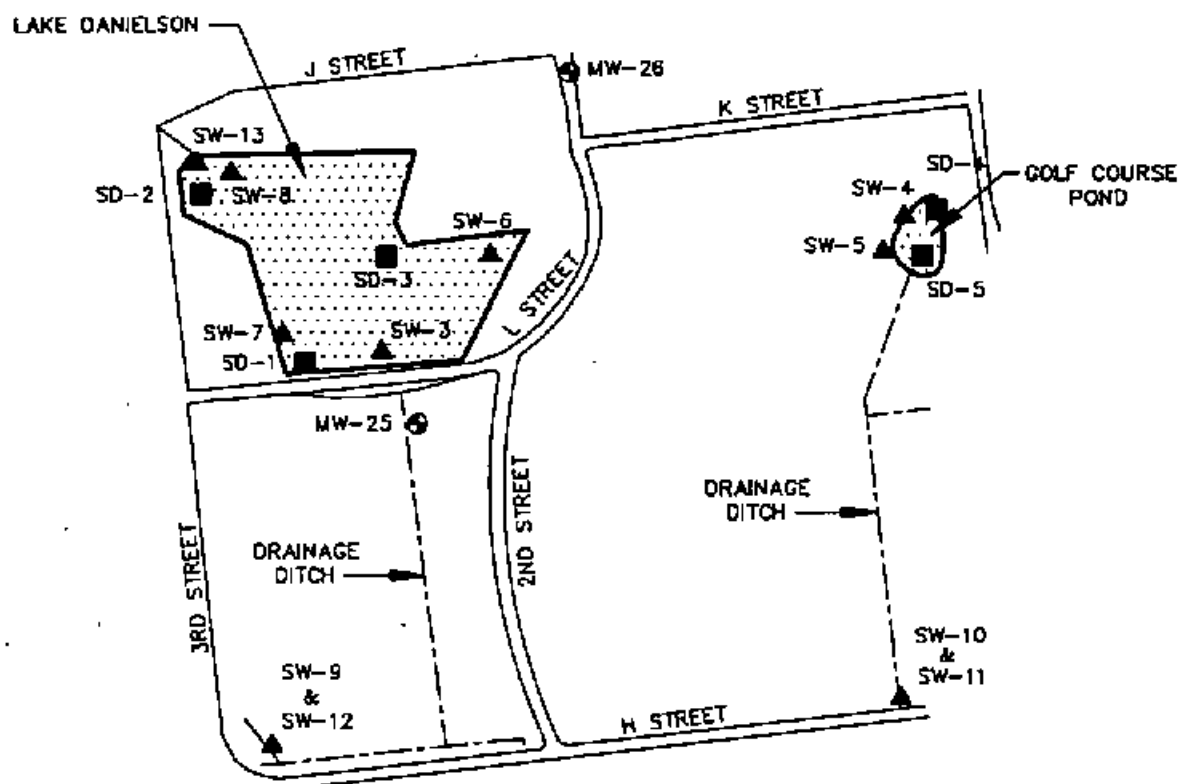 LAKE DANIELSON
J STREET
MW-26
K STREET
SW-13
SD-2
SW-8
SW-6
SD-3
SW-7
SW-3
SD-1
L STREET
SD-
SW-4
GOLF COURSE
POND
SW-5
SD-5
MW-25
3RD STREET
2ND STREET
DRAINAGE
DITCH
DRAINAGE
DITCH
SW-9
&
SW-12
SW-10
&
SW-11
H STREET